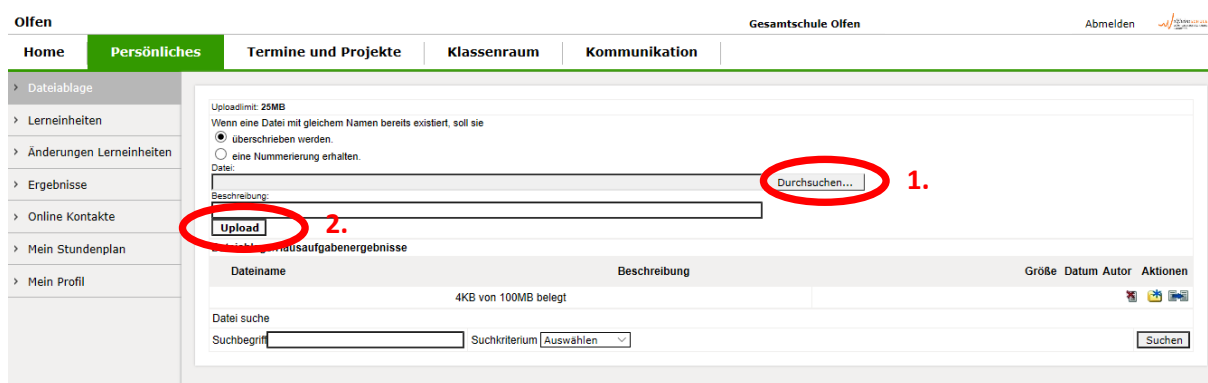 Olfen
Gesamtschule Olfen
Abmelden
Home Persönliches Termine und Projekte Klassenraum Kommunikation
> Dateiablage
> Lerneinheiten
> Änderungen Lerneinheiten
> Ergebnisse
> Online Kontakte
> Mein Stundenplan
> Mein Profil
Uploadlimit: 25MB
Wenn eine Datei mit gleichem Namen bereits existiert, soll sie
überschrieben werden.
eine Nummerierung erhalten.
Datei:
Durchsuchen... 1.
Beschreibung:
Upload 2.
Dateiname Beschreibung Größe Datum Autor Aktionen
4KB von 100MB belegt
Datei suche
Suchbegriff Suchkriterium Auswählen Suchen